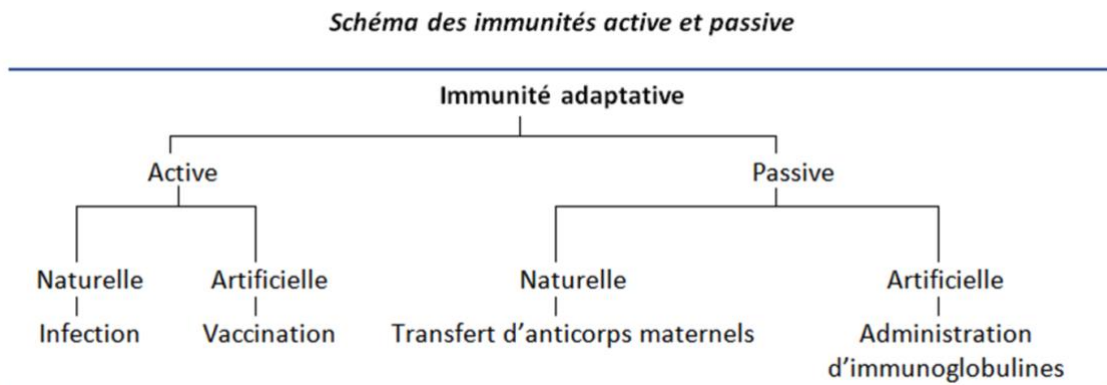 Schéma des immunités active et passive
Immunité adaptative
Active Passive
Naturelle Artificielle Naturelle Artificielle
Infection Vaccination Transfert d'anticorps maternels Administration
d'immunoglobulines